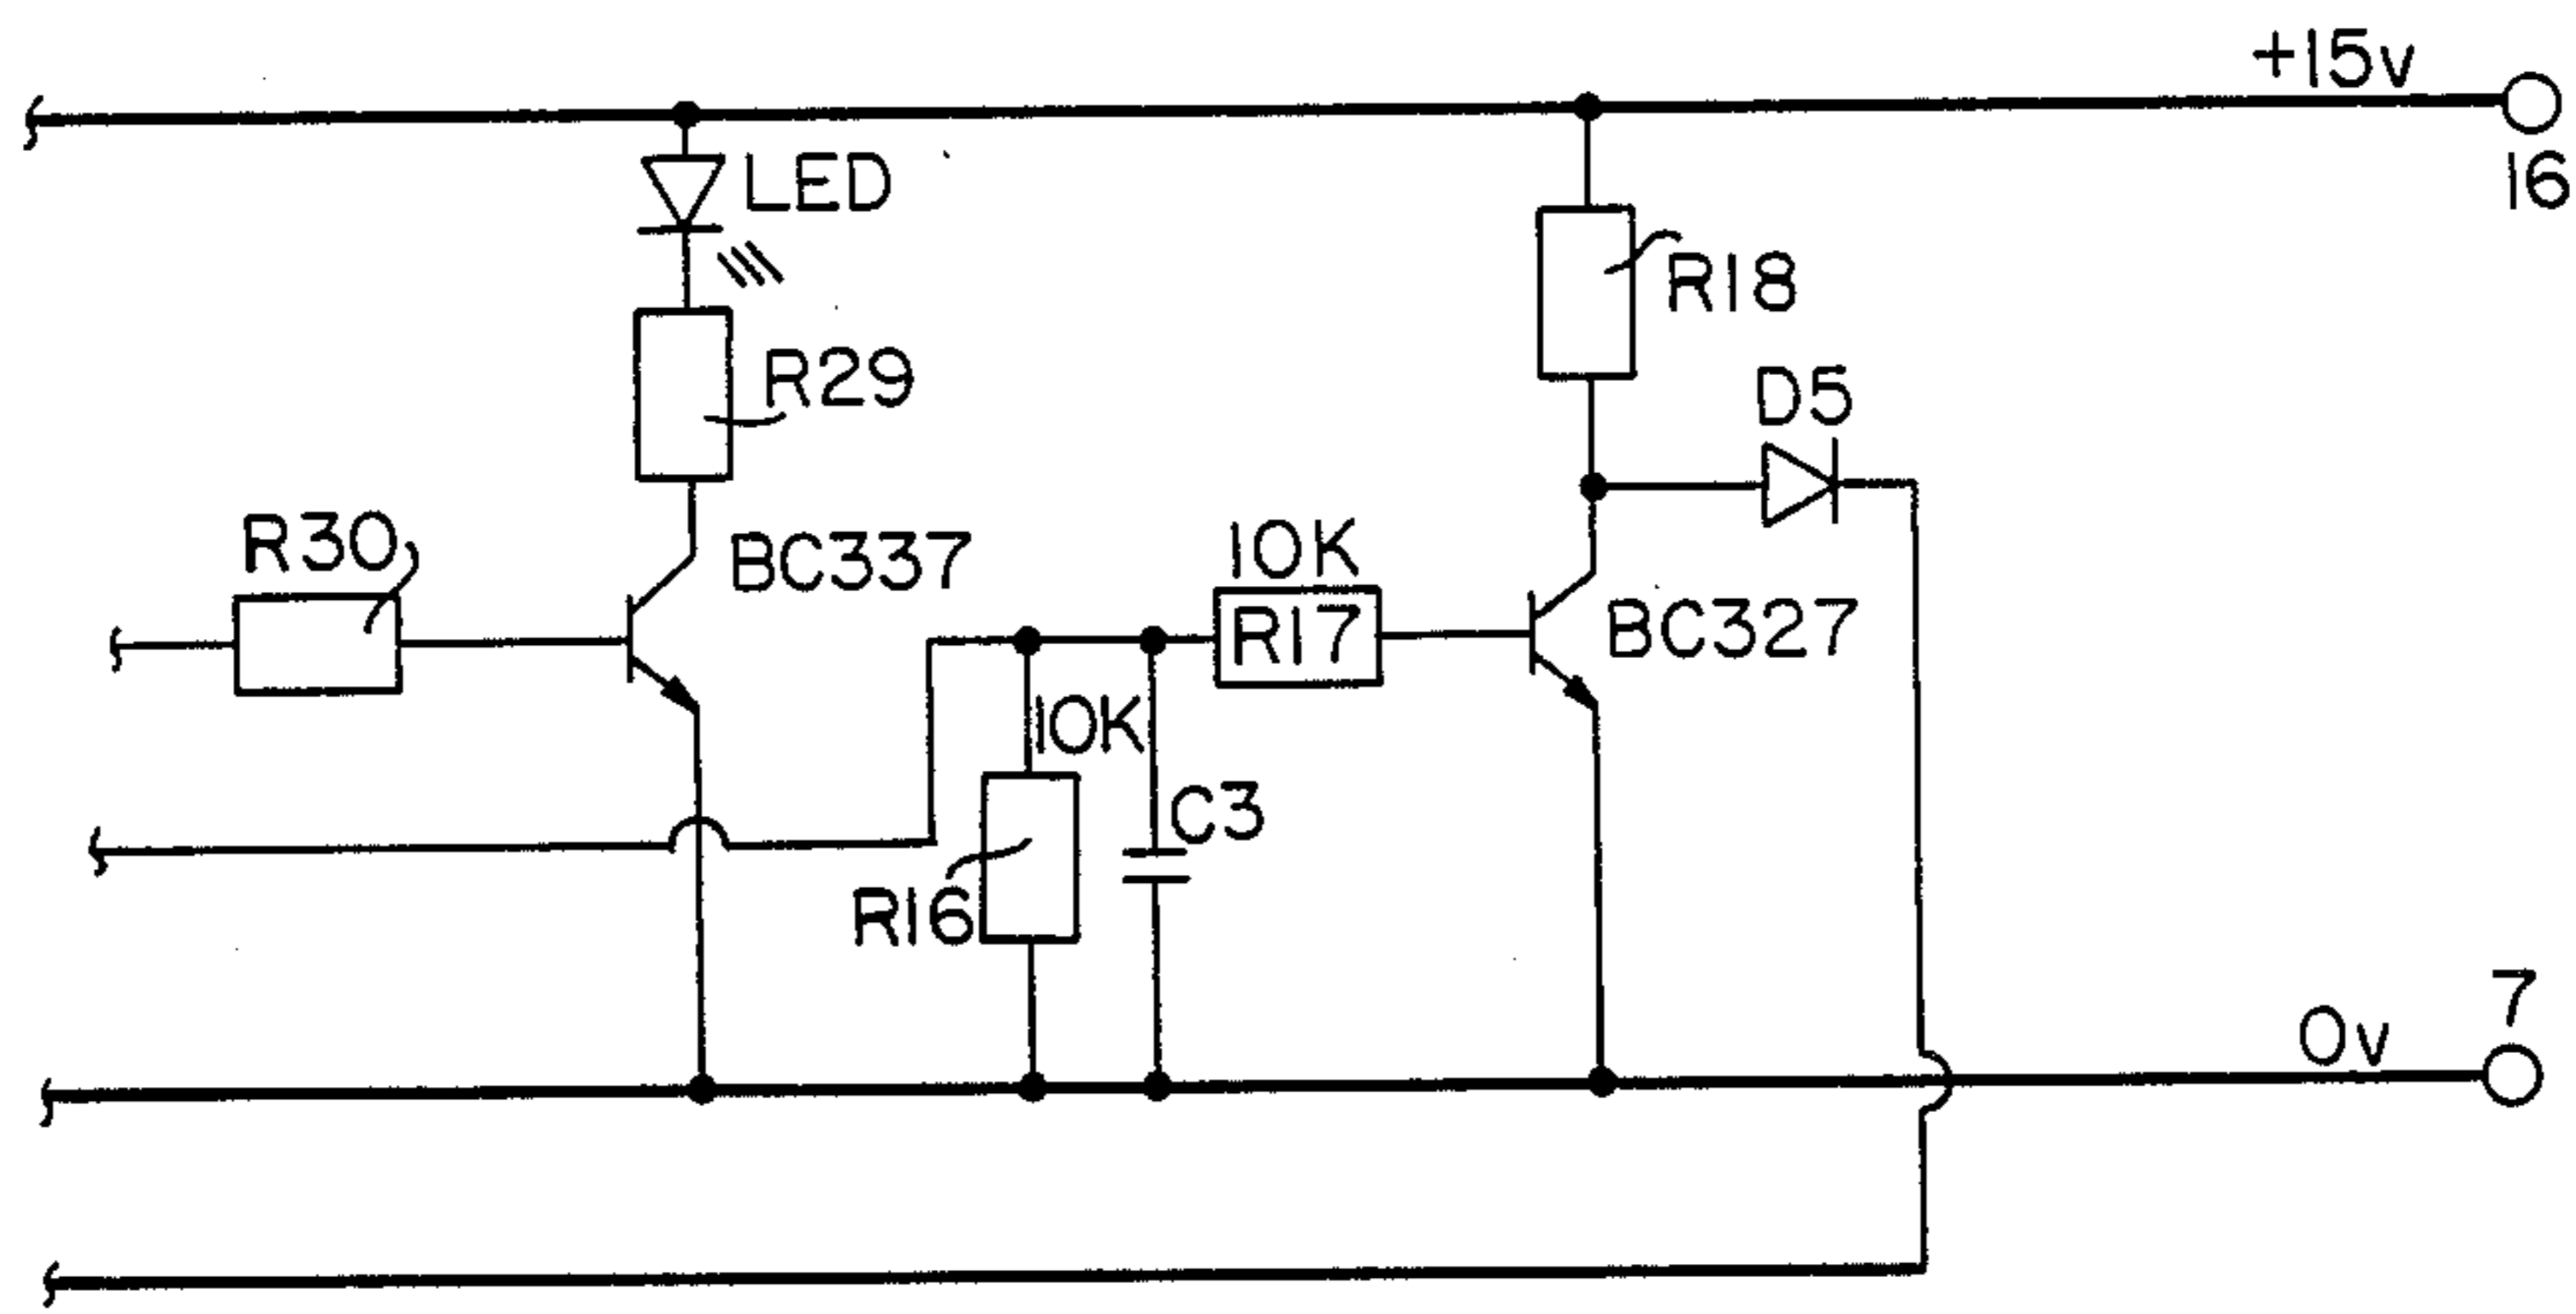 +15v
16
LED
R18
R29
D5
R30
BC337
10K
R17
BC327
10K
C3
R16
7
0v